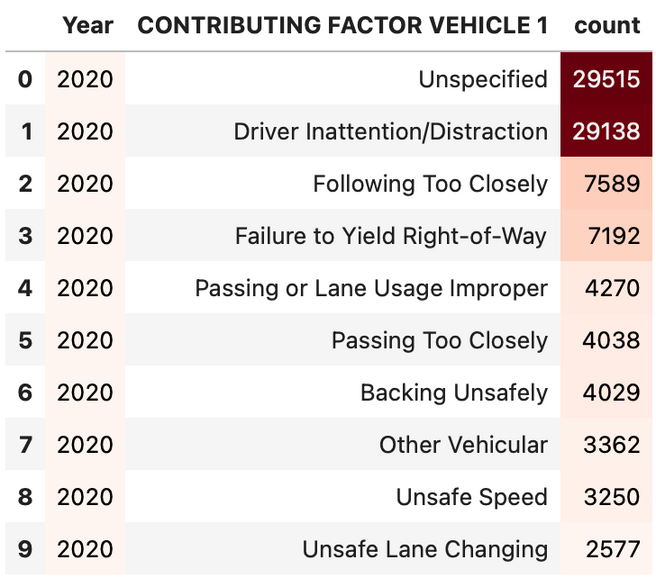 Year CONTRIBUTING FACTOR VEHICLE 1 count
0 2020 Unspecified 29515
1 2020 Driver Inattention/Distraction 29138
2 2020 Following Too Closely 7589
3 2020 Failure to Yield Right-of-Way 7192
4 2020 Passing or Lane Usage Improper 4270
5 2020 Passing Too Closely 4038
6 2020 Backing Unsafely 4029
7 2020 Other Vehicular 3362
8 2020 Unsafe Speed 3250
9 2020 Unsafe Lane Changing 2577